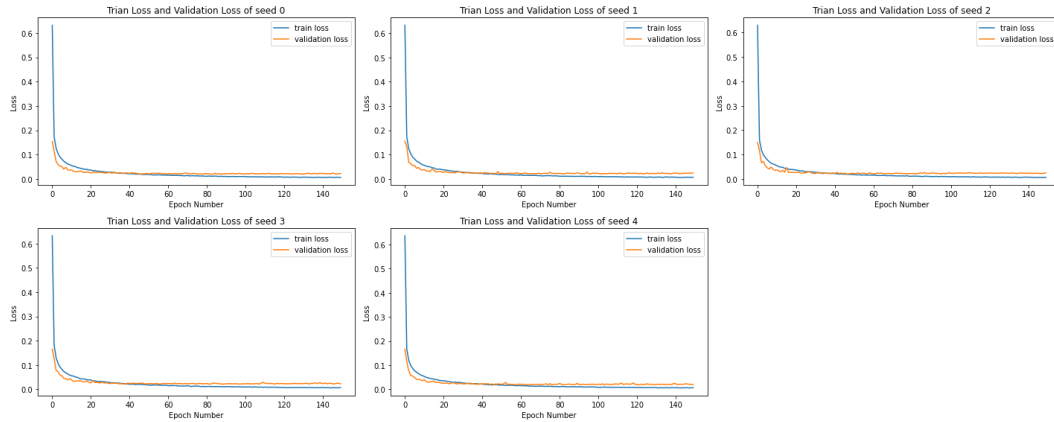 Trian Loss and Validation Loss of seed 0
train loss
validation loss
Loss
0.6
0.5
0.4
0.3
0.2
0.1
0.0
0 20 40 60 80 100 120 140
Epoch Number
Trian Loss and Validation Loss of seed 1
train loss
validation loss
Loss
0.6
0.5
0.4
0.3
0.2
0.1
0.0
0 20 40 60 80 100 120 140
Epoch Number
Trian Loss and Validation Loss of seed 2
train loss
validation loss
Loss
0.6
0.5
0.4
0.3
0.2
0.1
0.0
0 20 40 60 80 100 120 140
Epoch Number
Trian Loss and Validation Loss of seed 3
train loss
validation loss
Loss
0.6
0.5
0.4
0.3
0.2
0.1
0.0
0 20 40 60 80 100 120 140
Epoch Number
Trian Loss and Validation Loss of seed 4
train loss
validation loss
Loss
0.6
0.5
0.4
0.3
0.2
0.1
0.0
0 20 40 60 80 100 120 140
Epoch Number